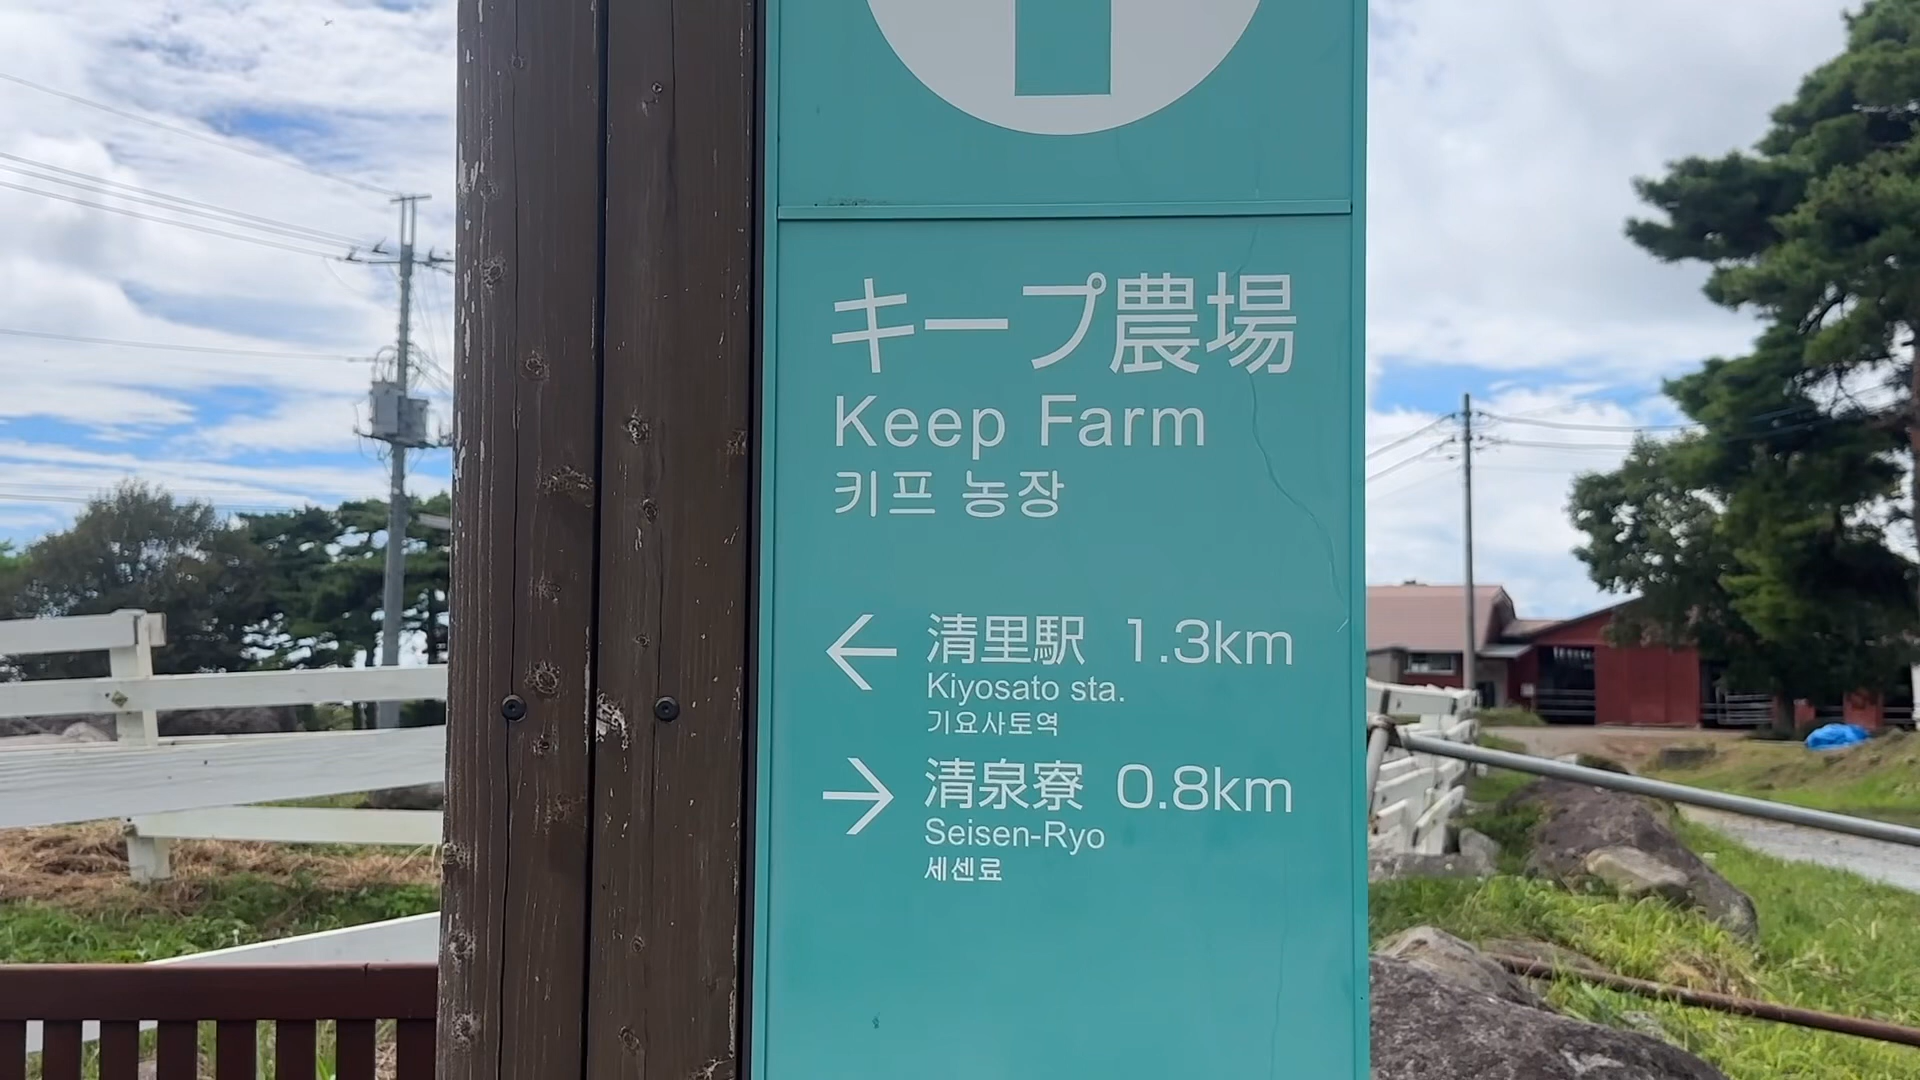 キープ農場
Keep Farm
키프 농장
← 清里駅 1.3km
Kiyosato sta.
기요사토역
→ 清泉寮 0.8km
Seisen-Ryo
세센료